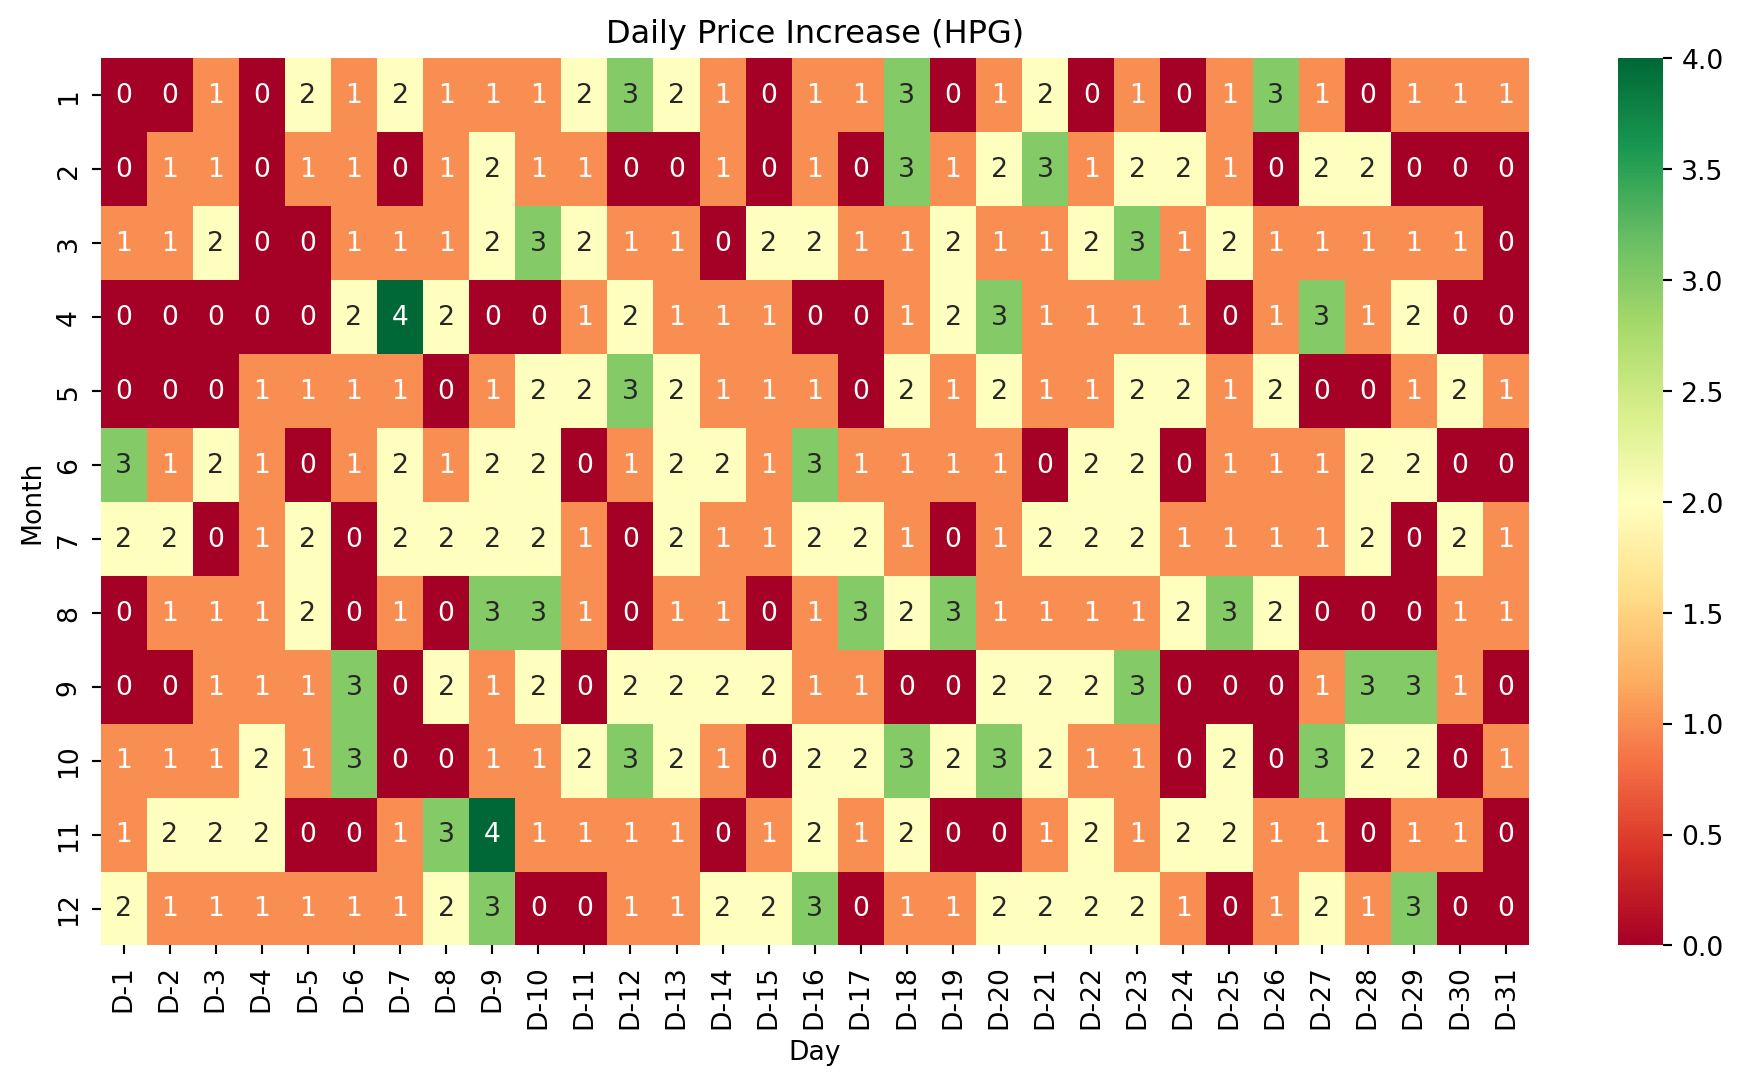 Daily Price Increase (HPG)
1 0 0 1 0 2 1 2 1 1 1 2 3 2 1 0 1 1 3 0 1 2 0 1 0 1 3 1 0 1 1 1
2 0 1 1 0 1 1 0 1 2 1 1 0 0 1 0 1 0 3 1 2 3 1 2 2 1 0 2 2 0 0 0
3 1 1 2 0 0 1 1 1 2 3 2 1 1 0 2 2 1 1 2 1 1 2 3 1 2 1 1 1 1 1 0
4 0 0 0 0 0 2 4 2 0 0 1 2 1 1 1 0 0 1 2 3 1 1 1 1 0 1 3 1 2 0 0
5 0 0 0 1 1 1 1 0 1 2 2 3 2 1 1 1 0 2 1 2 1 1 2 2 1 2 0 0 1 2 1
6 3 1 2 1 0 1 2 1 2 2 0 1 2 2 1 3 1 1 1 1 0 2 2 0 1 1 1 2 2 0 0
7 2 2 0 1 2 0 2 2 2 2 1 0 2 1 1 2 2 1 0 1 2 2 2 1 1 1 1 2 0 2 1
8 0 1 1 1 2 0 1 0 3 3 1 0 1 1 0 1 3 2 3 1 1 1 1 2 3 2 0 0 0 1 1
9 0 0 1 1 1 3 0 2 1 2 0 2 2 2 2 1 1 0 0 2 2 2 3 0 0 0 1 3 3 1 0
10 1 1 1 2 1 3 0 0 1 1 2 3 2 1 0 2 2 3 2 3 2 1 1 0 2 0 3 2 2 0 1
11 1 2 2 2 0 0 1 3 4 1 1 1 1 0 1 2 1 2 0 0 1 2 1 2 2 1 1 0 1 1 0
12 2 1 1 1 1 1 1 2 3 0 0 1 1 2 2 3 0 1 1 2 2 2 2 1 0 1 2 1 3 0 0
Month
D-1 D-2 D-3 D-4 D-5 D-6 D-7 D-8 D-9 D-10 D-11 D-12 D-13 D-14 D-15 D-16 D-17 D-18 D-19 D-20 D-21 D-22 D-23 D-24 D-25 D-26 D-27 D-28 D-29 D-30 D-31
Day
4.0
3.5
3.0
2.5
2.0
1.5
1.0
0.5
0.0